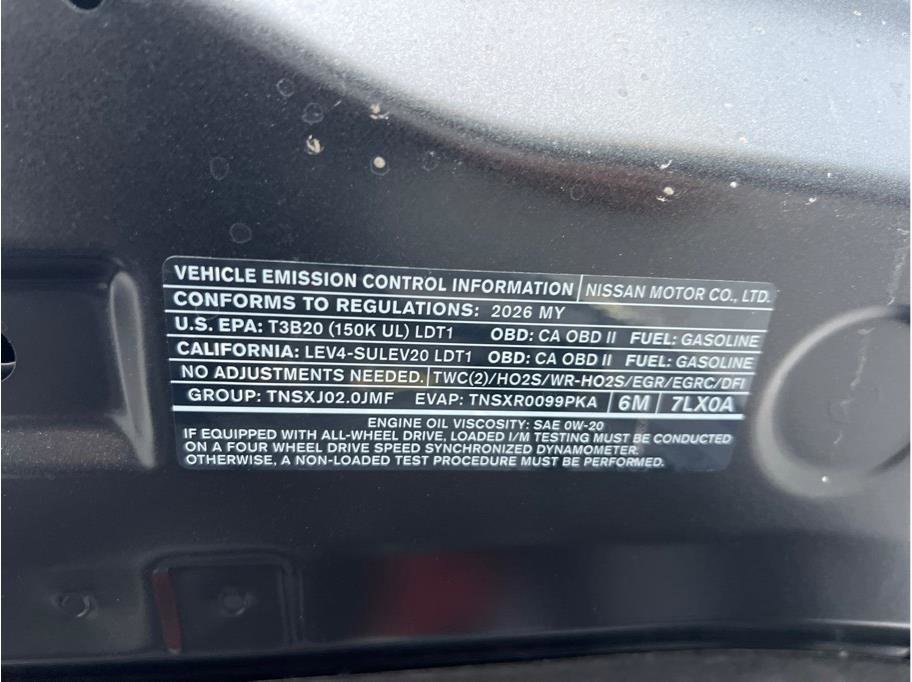 VEHICLE EMISSION CONTROL INFORMATION NISSAN MOTOR CO., LTD.
CONFORMS TO REGULATIONS: 2026 MY
U.S. EPA: T3B20 (150K UL) LDT1 OBD: CA OBD II FUEL: GASOLINE
CALIFORNIA: LEV4-SULEV20 LDT1 OBD: CA OBD II FUEL: GASOLINE
NO ADJUSTMENTS NEEDED. TWC(2)/HO2S/WR-HO2S/EGR/EGRC/DFI
GROUP: TNSXJ02.0JMF EVAP: TNSXR0099PKA 6M 7LX0A
ENGINE OIL VISCOSITY: SAE 0W-20
IF EQUIPPED WITH ALL-WHEEL DRIVE, LOADED I/M TESTING MUST BE CONDUCTED
ON A FOUR WHEEL DRIVE SPEED SYNCHRONIZED DYNAMOMETER.
OTHERWISE, A NON-LOADED TEST PROCEDURE MUST BE PERFORMED.